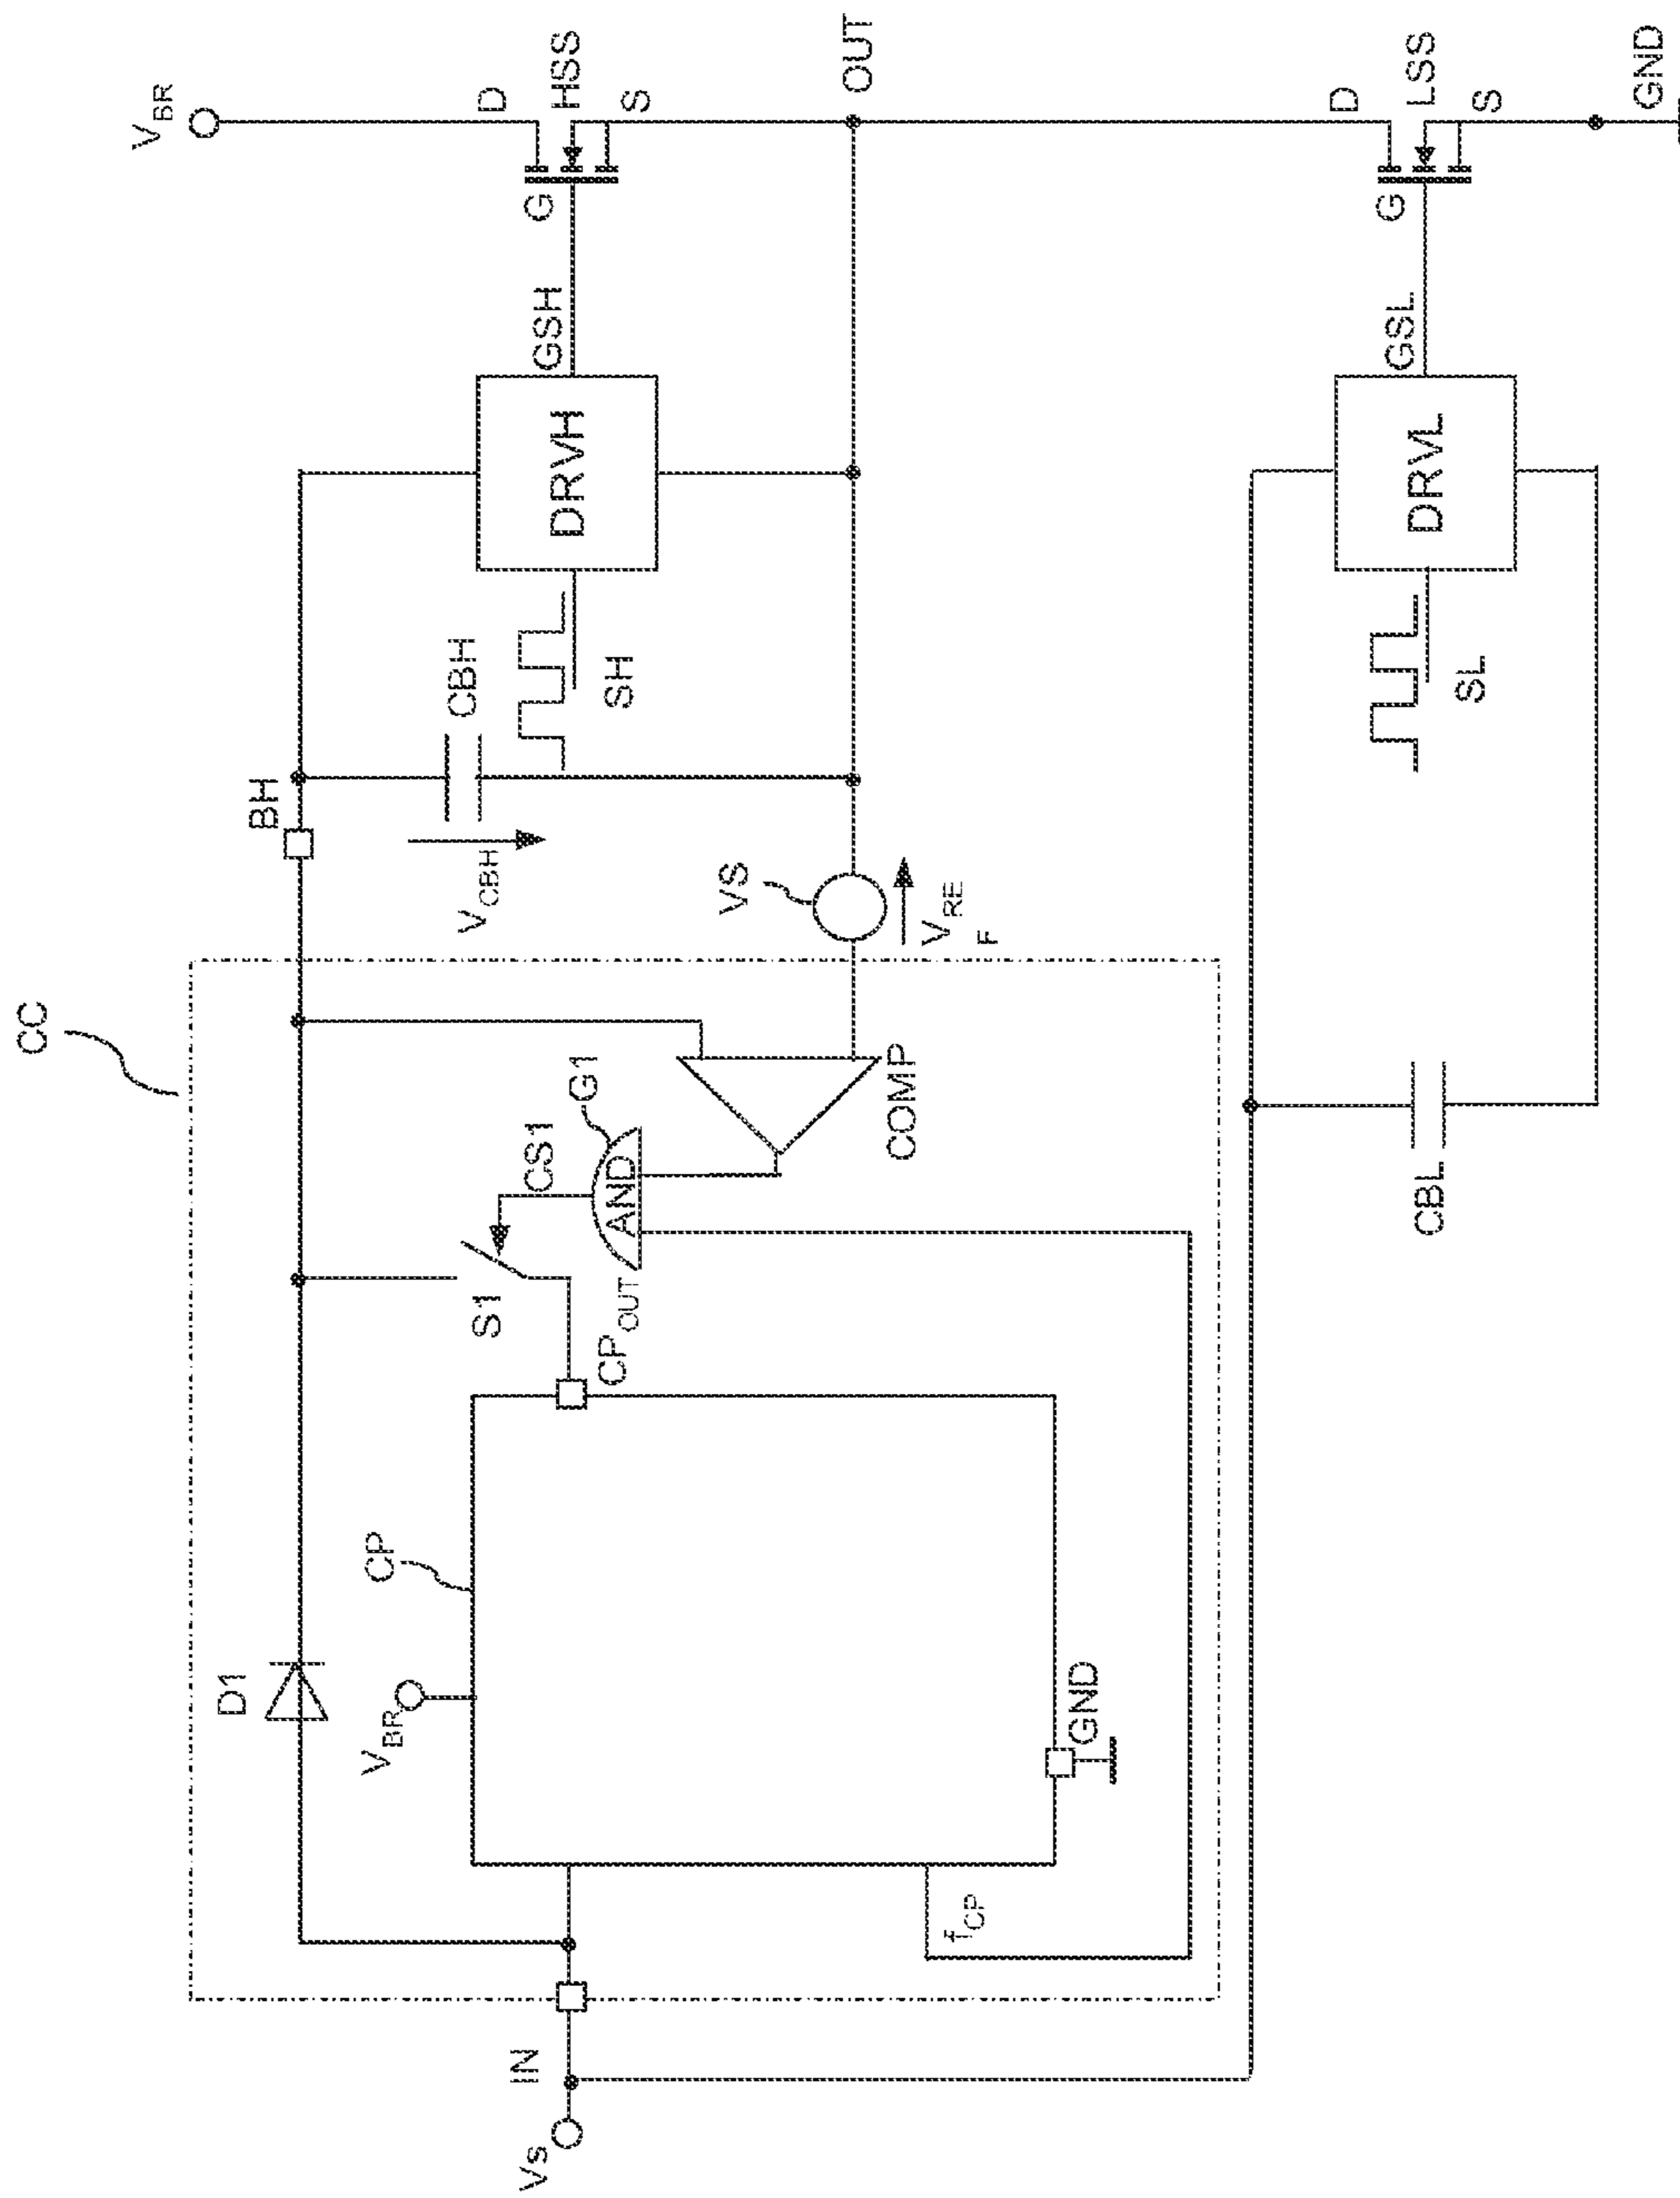 CC
V_BR
D
HSS
S
G
OUT
GSH
DRVH
SH
CBH
BH
V_CBH
VS
V_RE
F
COMP
G1
AND
CS1
S1
CP_OUT
CP
V_BR
D1
GND
f_CP
IN
Vs
D
LSS
S
G
GND
GSL
DRVL
SL
CBL